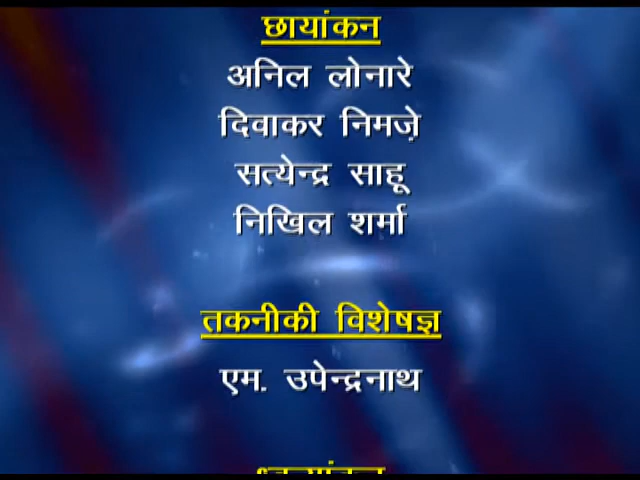 छायांकन
अनिल लोनारे
दिवाकर निमजे़
सत्येन्द्र साहू
निखिल शर्मा
तकनीकी विशेषज्ञ
एम. उपेन्द्रनाथ